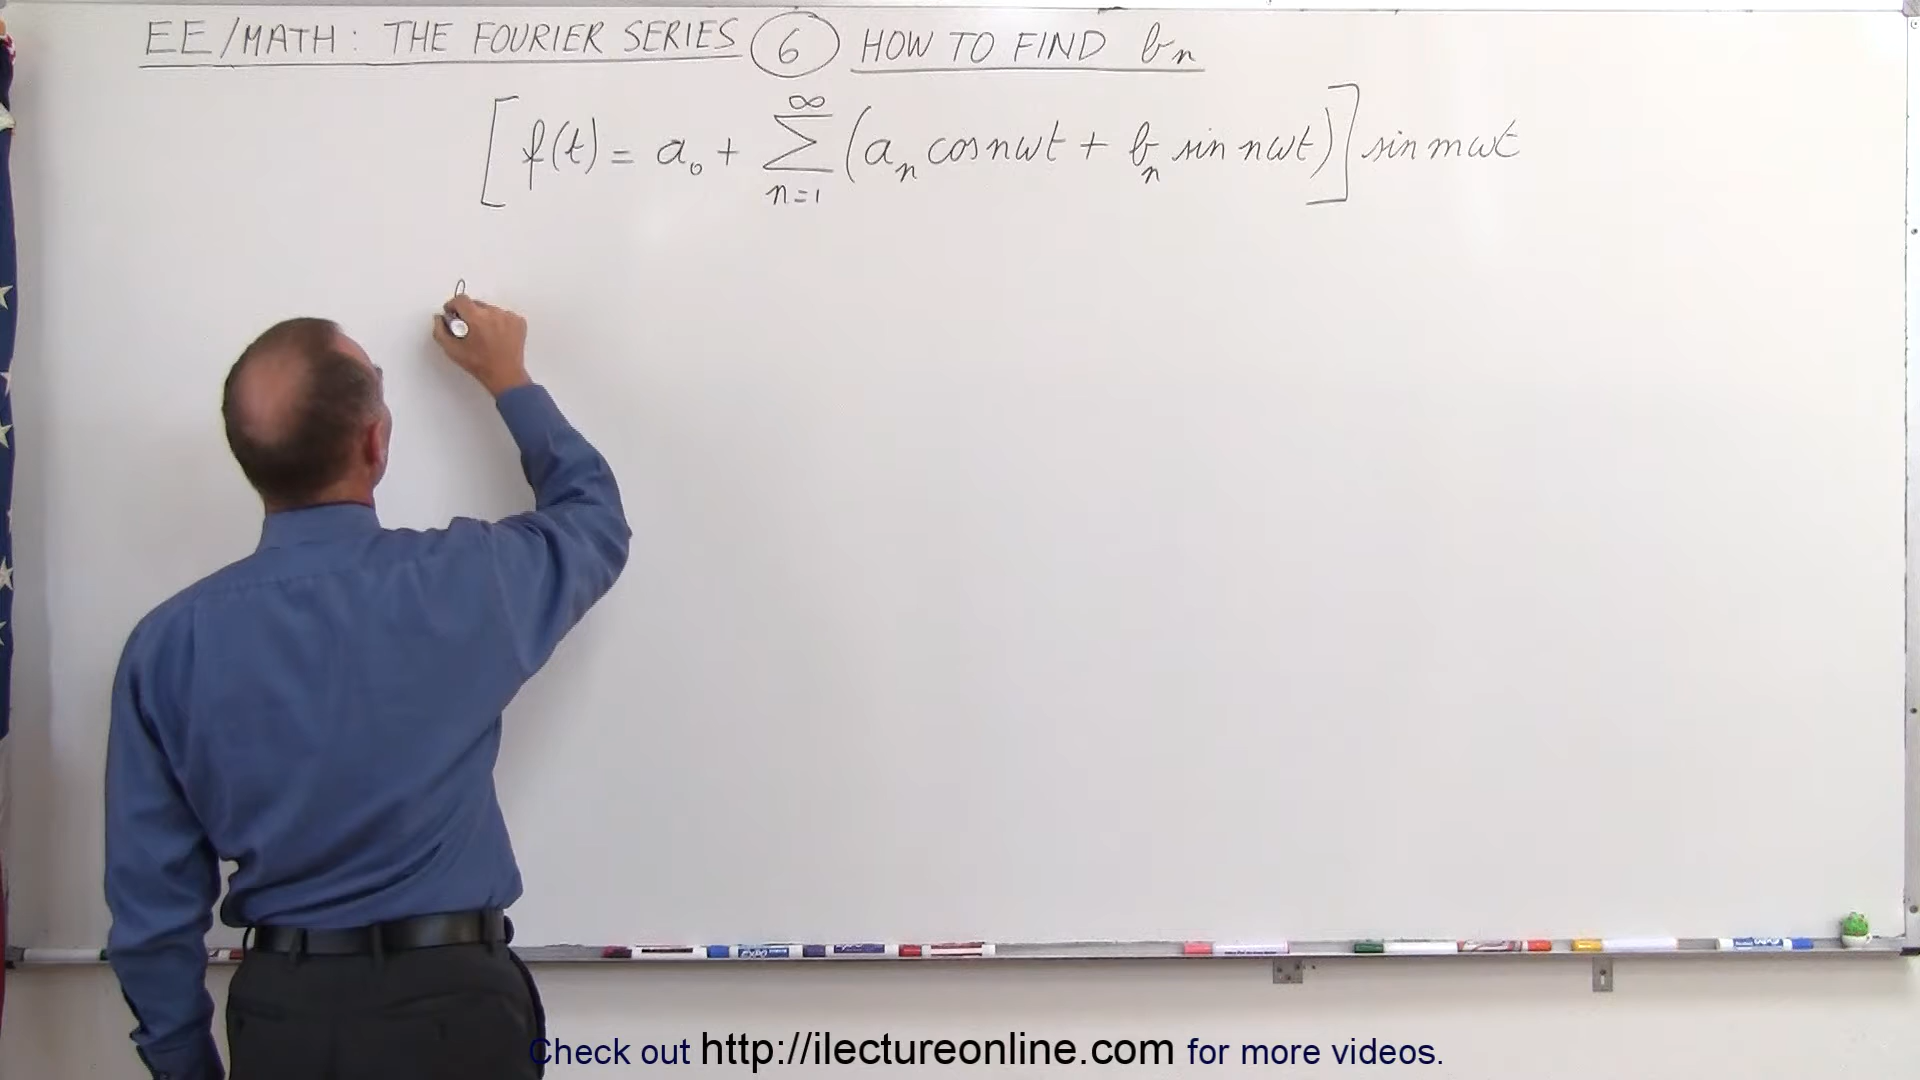 EE/MATH: THE FOURIER SERIES 6 HOW TO FIND bn
[f(t) = a₀ + ∞∑n=1 (aₙ cos nωt + bₙ sin nωt)] sin mωt
Check out http://ilectureonline.com for more videos.